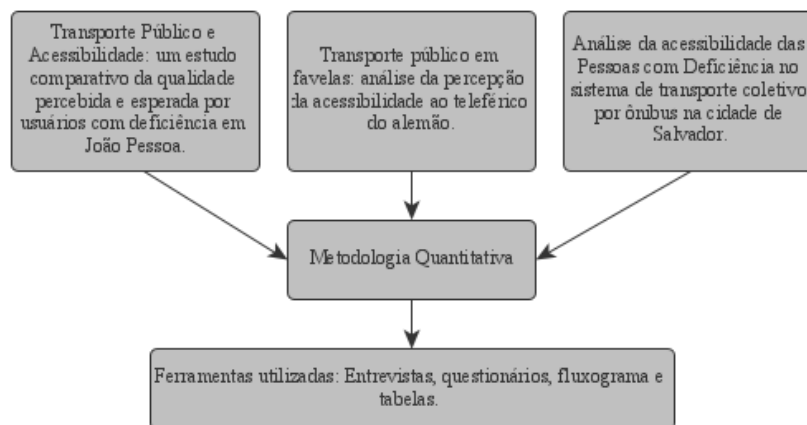 Transporte Público e
Acessibilidade: um estudo
comparativo da qualidade
percebida e esperada por
usuários com deficiência em
João Pessoa.
Transporte público em
favelas: análise da percepção
da acessibilidade ao teleférico
do alemão.
Análise da acessibilidade das
Pessoas com Deficiência no
sistema de transporte coletivo
por ônibus na cidade de
Salvador.
Metodologia Quantitativa
Ferramentas utilizadas: Entrevistas, questionários, fluxograma e
tabelas.